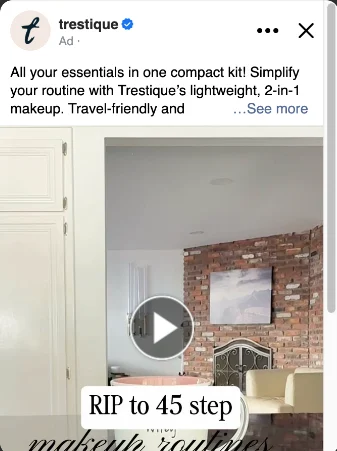 trestique
Ad ·
All your essentials in one compact kit! Simplify
your routine with Trestique's lightweight, 2-in-1
makeup. Travel-friendly and ...See more
RIP to 45 step
makeup routines